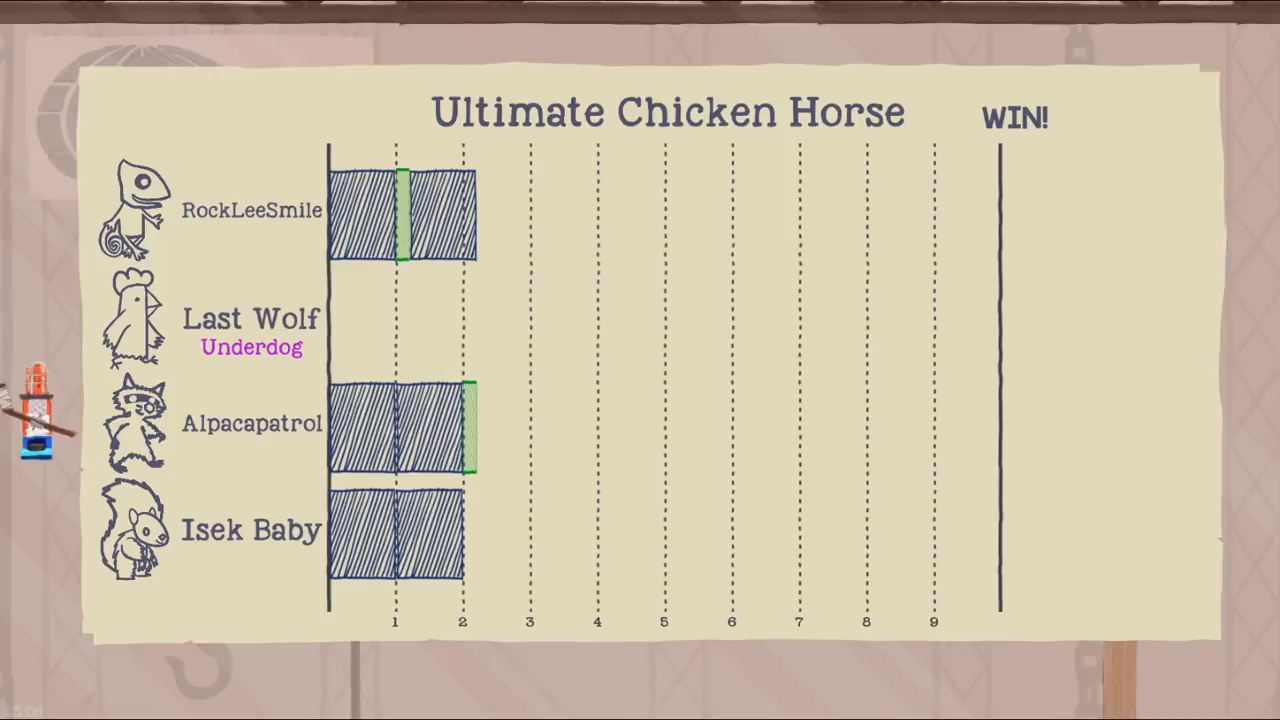 Ultimate Chicken Horse
WIN!
RockLeeSmile
Last Wolf
Underdog
Alpacapatrol
Isek Baby
1 2 3 4 5 6 7 8 9